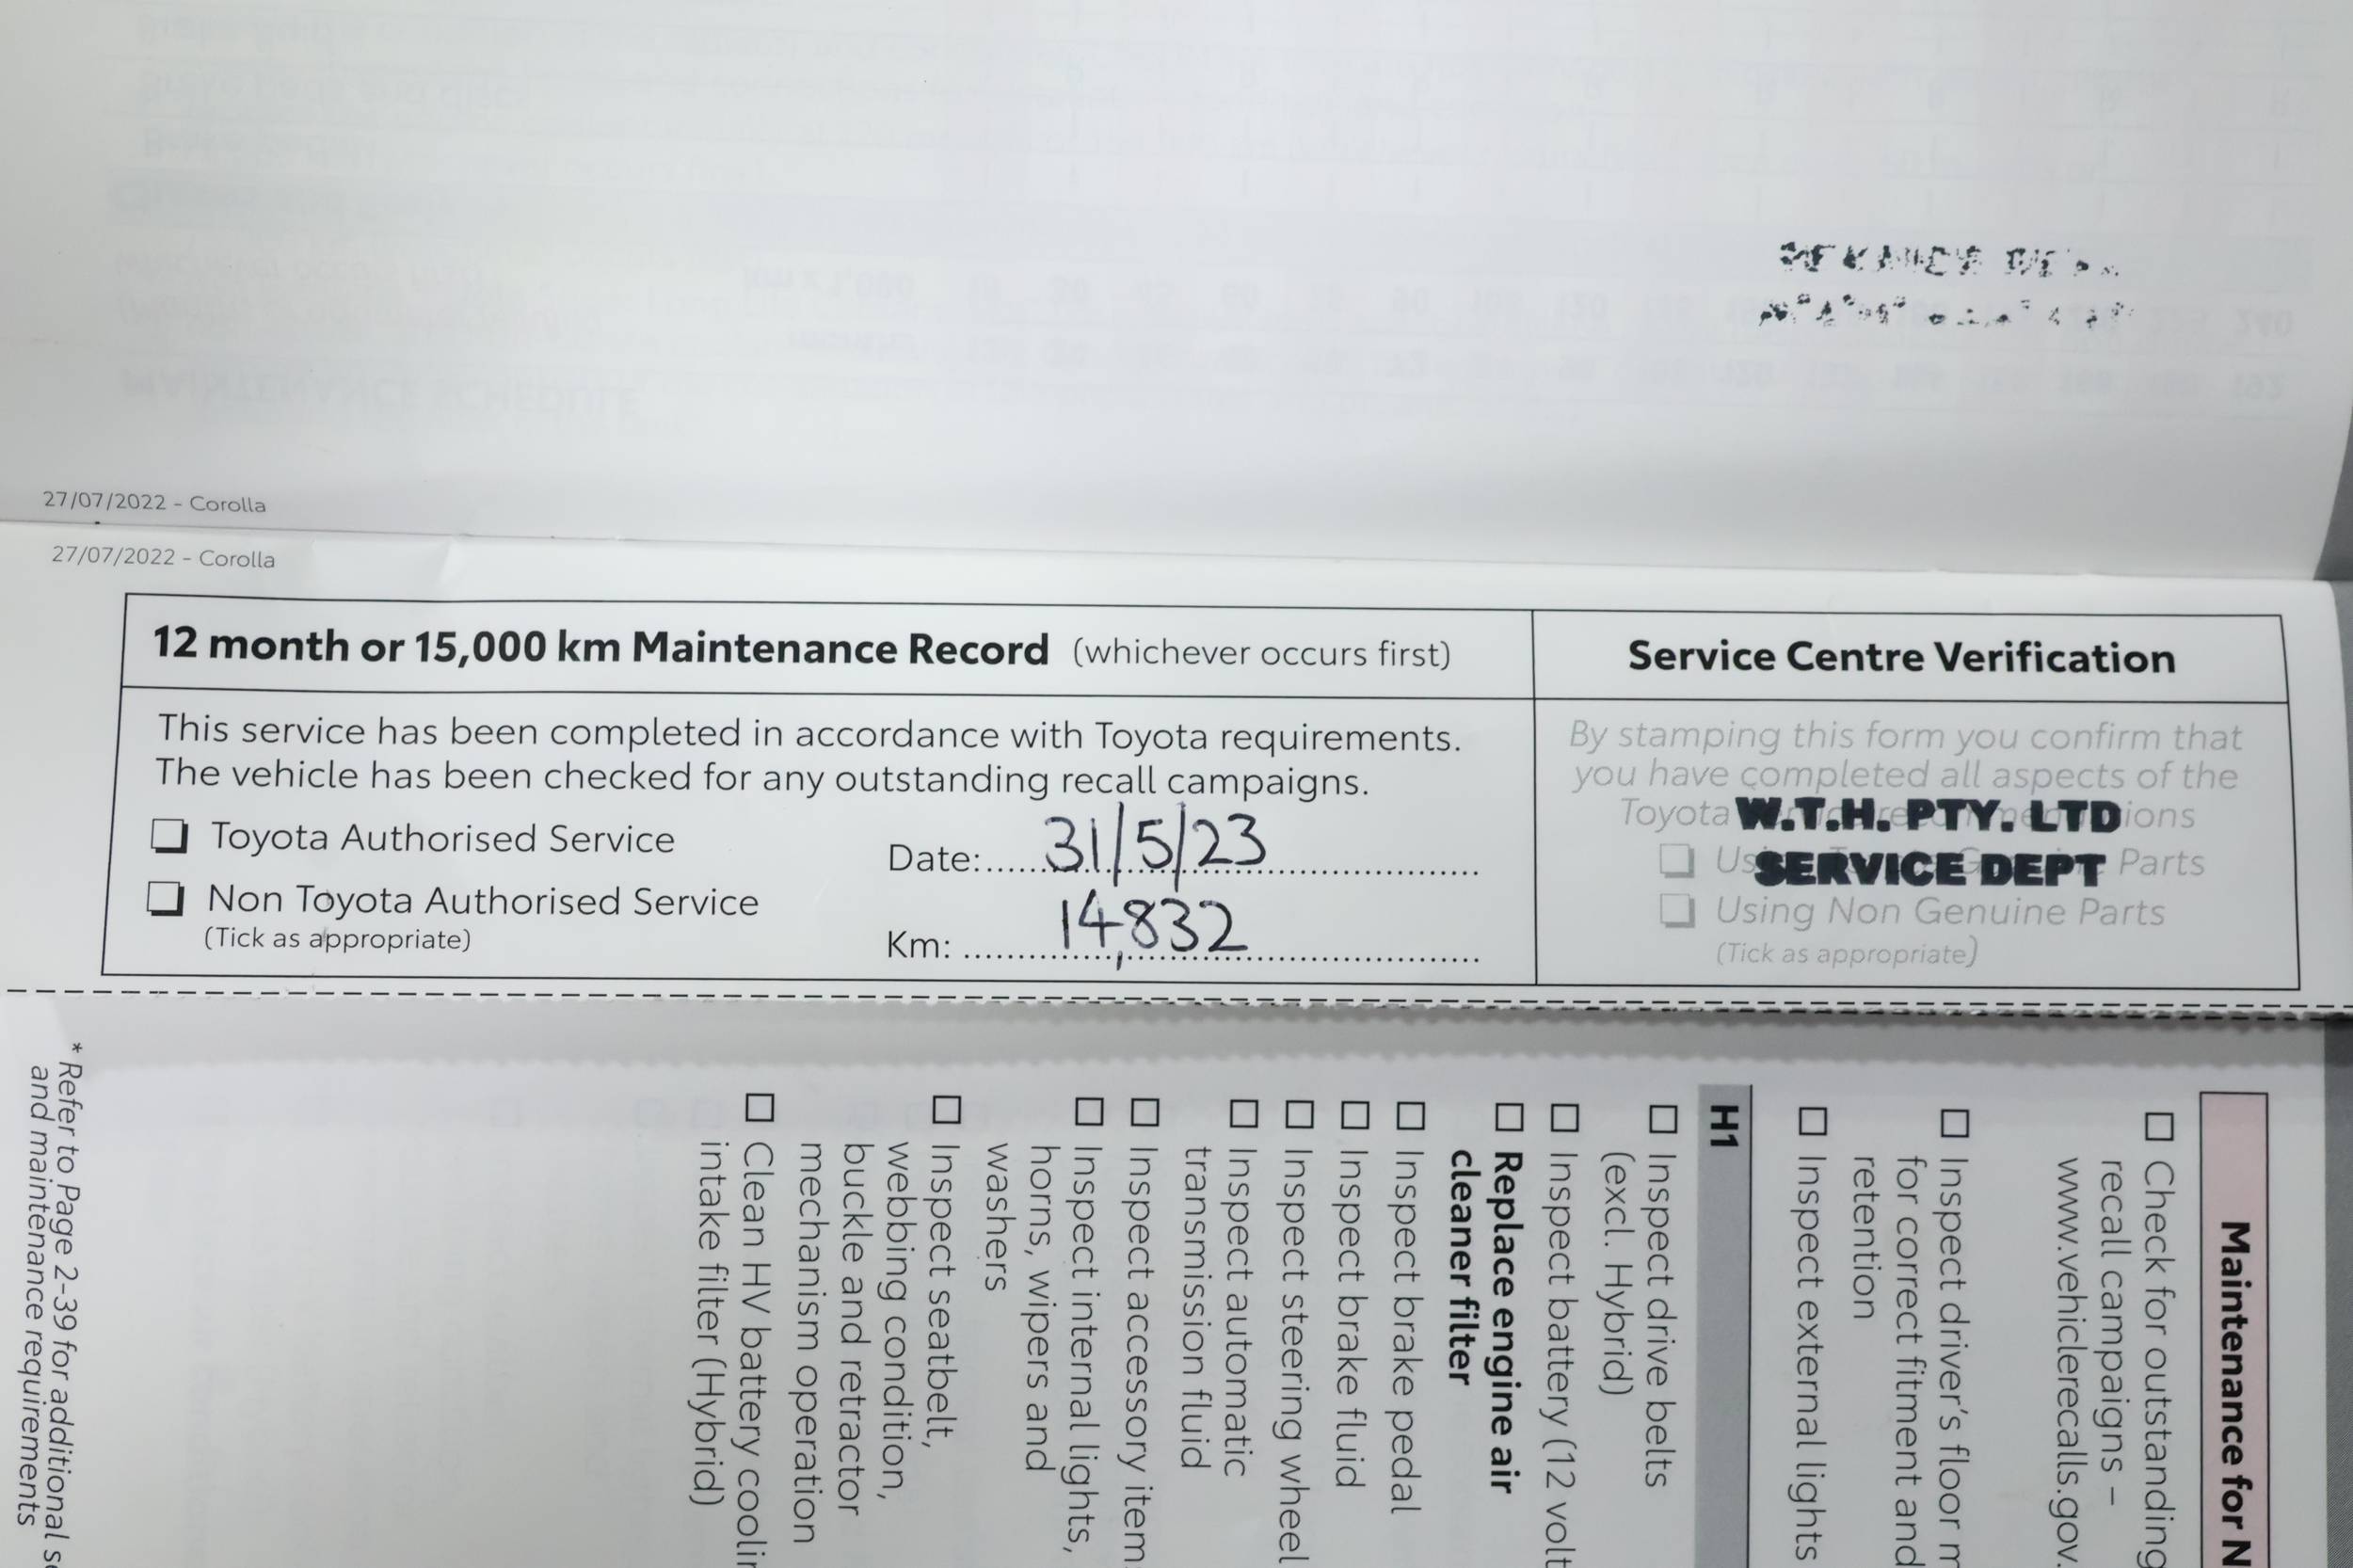 27/07/2022 - Corolla
27/07/2022 - Corolla
12 month or 15,000 km Maintenance Record (whichever occurs first)
Service Centre Verification
This service has been completed in accordance with Toyota requirements.
The vehicle has been checked for any outstanding recall campaigns.
Toyota Authorised Service
Non Toyota Authorised Service
(Tick as appropriate)
Date: 31/5/23
Km: 14,832
By stamping this form you confirm that
you have completed all aspects of the
Toyota
W.T.H. PTY. LTD
SERVICE DEPT
Parts
Using Non Genuine Parts
(Tick as appropriate)
Maintenance for
Check for outstanding
recall campaigns –
www.vehiclerecalls.gov.
Inspect driver's floor
for correct fitment and
retention
Inspect external lights
H1
Inspect drive belts
(excl. Hybrid)
Inspect battery (12 volt
Replace engine air
cleaner filter
Inspect brake pedal
Inspect brake fluid
Inspect steering wheel
Inspect automatic
transmission fluid
Inspect accessory item
Inspect internal lights,
horns, wipers and
washers
Inspect seatbelt,
webbing condition,
buckle and retractor
mechanism operation
Clean HV battery
intake filter (Hybrid)
* Refer to Page 2-39 for additional
and maintenance requirements